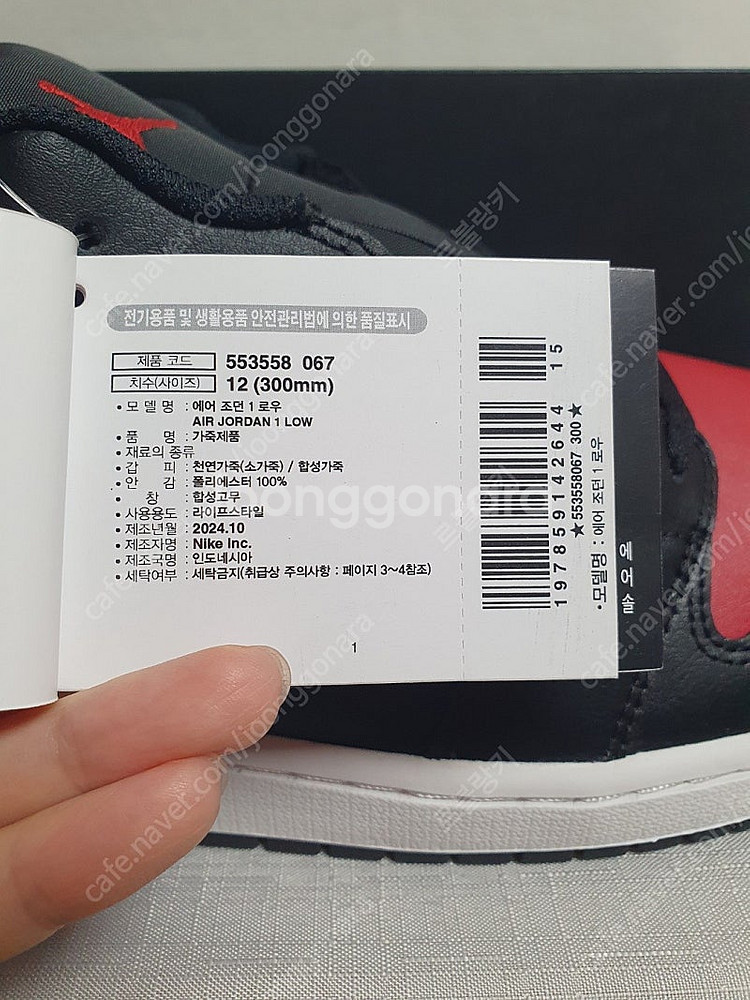 전기용품 및 생활용품 안전관리법에 의한 품질표시
제품 코드 553558 067
치수(사이즈) 12 (300mm)
• 모 델 명 : 에어 조던 1 로우
AIR JORDAN 1 LOW
• 품 명 : 가죽제품
• 재료의 종류
• 갑 피 : 천연가죽(소가죽) / 합성가죽
• 안 감 : 폴리에스터 100%
• 창 : 합성고무
• 사용용도 : 라이프스타일
• 제조년월 : 2024.10
• 제조자명 : Nike Inc.
• 제조국명 : 인도네시아
• 세탁여부 : 세탁금지(취급상 주의사항 : 페이지 3~4참조)
1
15
197859142644
★553558067 300★
•모델명 : 에어 조던 1 로우
에어 솔
joonggonara
cafe.naver.com/joonggonara
로블랑키